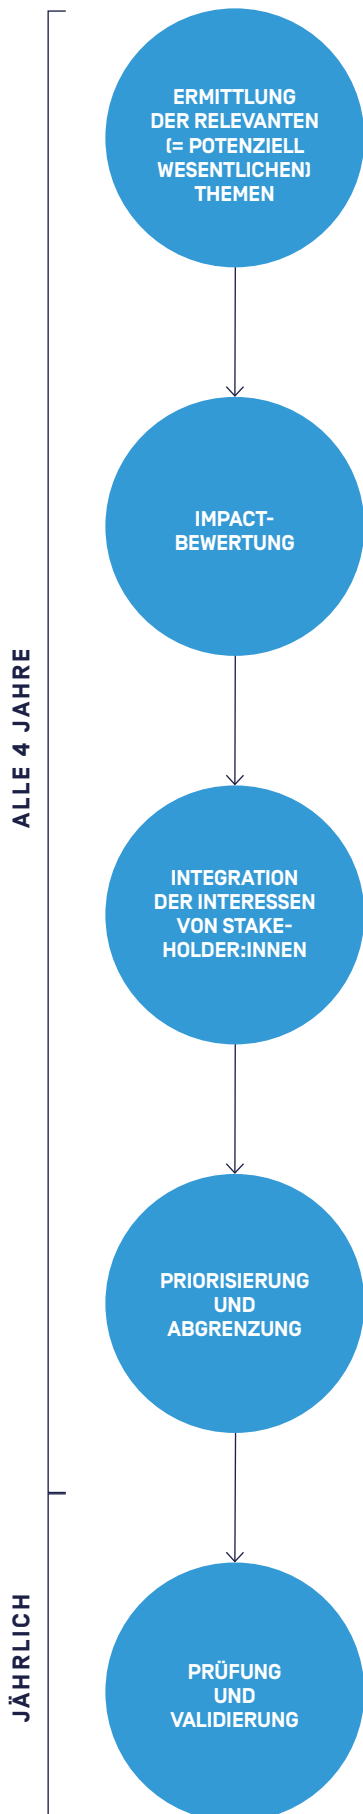 ERMITTLUNG
DER RELEVANTEN
(= POTENZIELL
WESENTLICHEN)
THEMEN
IMPACT-
BEWERTUNG
ALLE 4 JAHRE
INTEGRATION
DER INTERESSEN
VON STAKE-
HOLDER:INNEN
PRIORISIERUNG
UND
ABGRENZUNG
JÄHRLICH
PRÜFUNG
UND
VALIDIERUNG